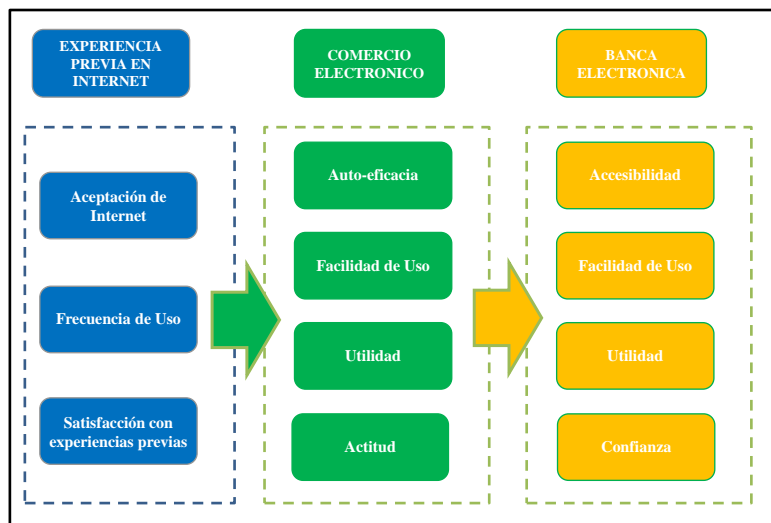 EXPERIENCIA
PREVIA EN
INTERNET
COMERCIO
ELECTRONICO
BANCA
ELECTRONICA
Aceptación de
Internet
Frecuencia de Uso
Satisfacción con
experiencias previas
Auto-eficacia
Facilidad de Uso
Utilidad
Actitud
Accesibilidad
Facilidad de Uso
Utilidad
Confianza